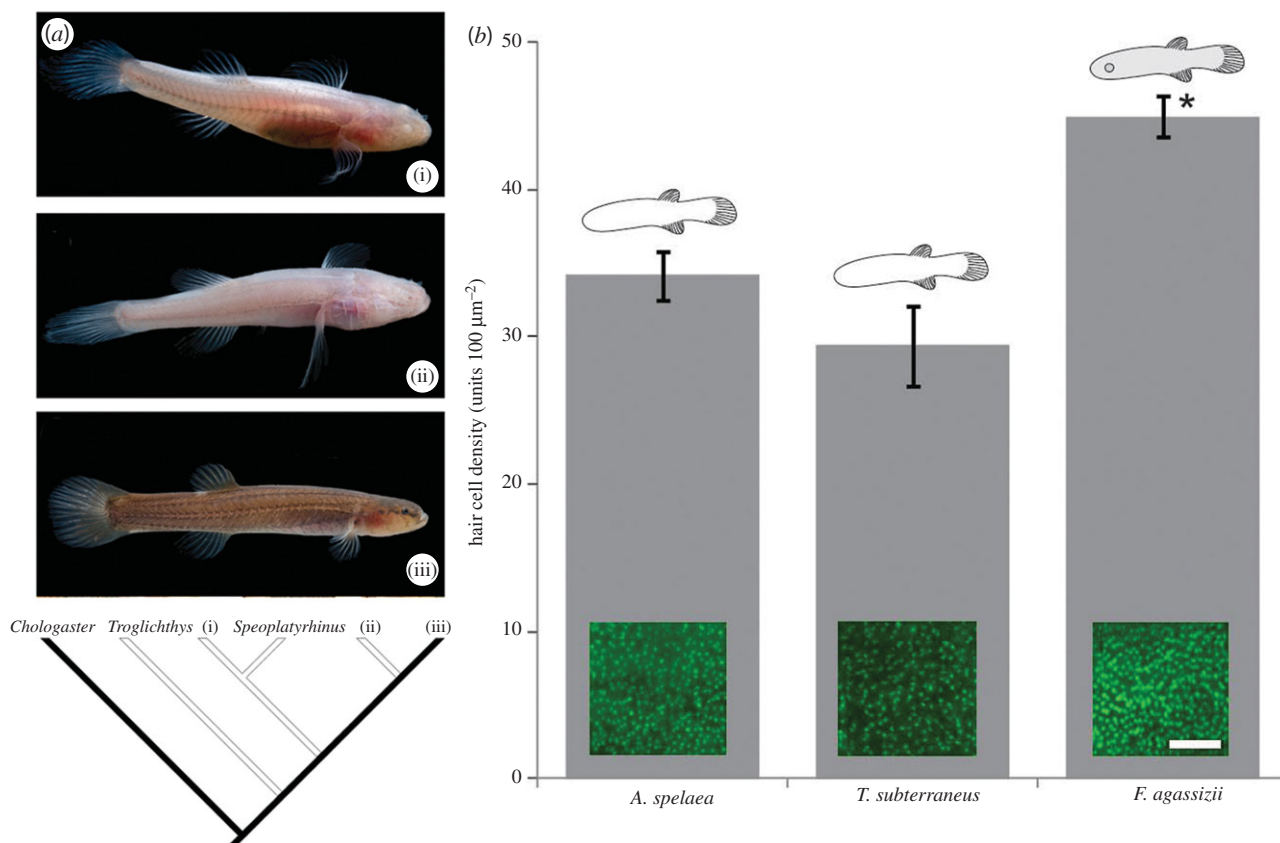 (a)
(i)
(ii)
(iii)
Chologaster Troglichthys (i) Speoplatyrhinus (ii) (iii)
(b)
hair cell density (units 100 µm⁻²)
50
40
30
20
10
0
*
A. spelaea T. subterraneus F. agassizii